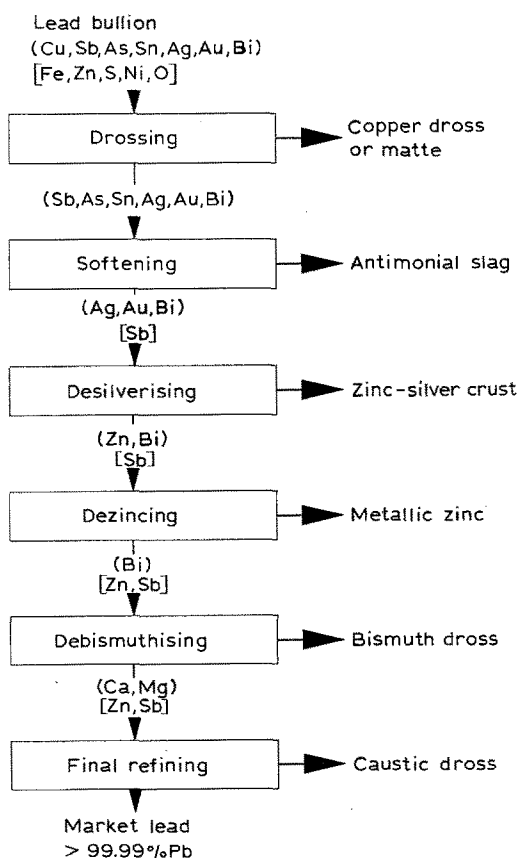 Lead bullion
(Cu,Sb,As,Sn,Ag,Au,Bi)
[Fe,Zn,S,Ni,O]
Drossing
Copper dross
or matte
(Sb,As,Sn,Ag,Au,Bi)
Softening
Antimonial slag
(Ag,Au,Bi)
[Sb]
Desilverising
Zinc-silver crust
(Zn,Bi)
[Sb]
Dezincing
Metallic zinc
(Bi)
[Zn,Sb]
Debismuthising
Bismuth dross
(Ca,Mg)
[Zn,Sb]
Final refining
Caustic dross
Market lead
> 99.99%Pb